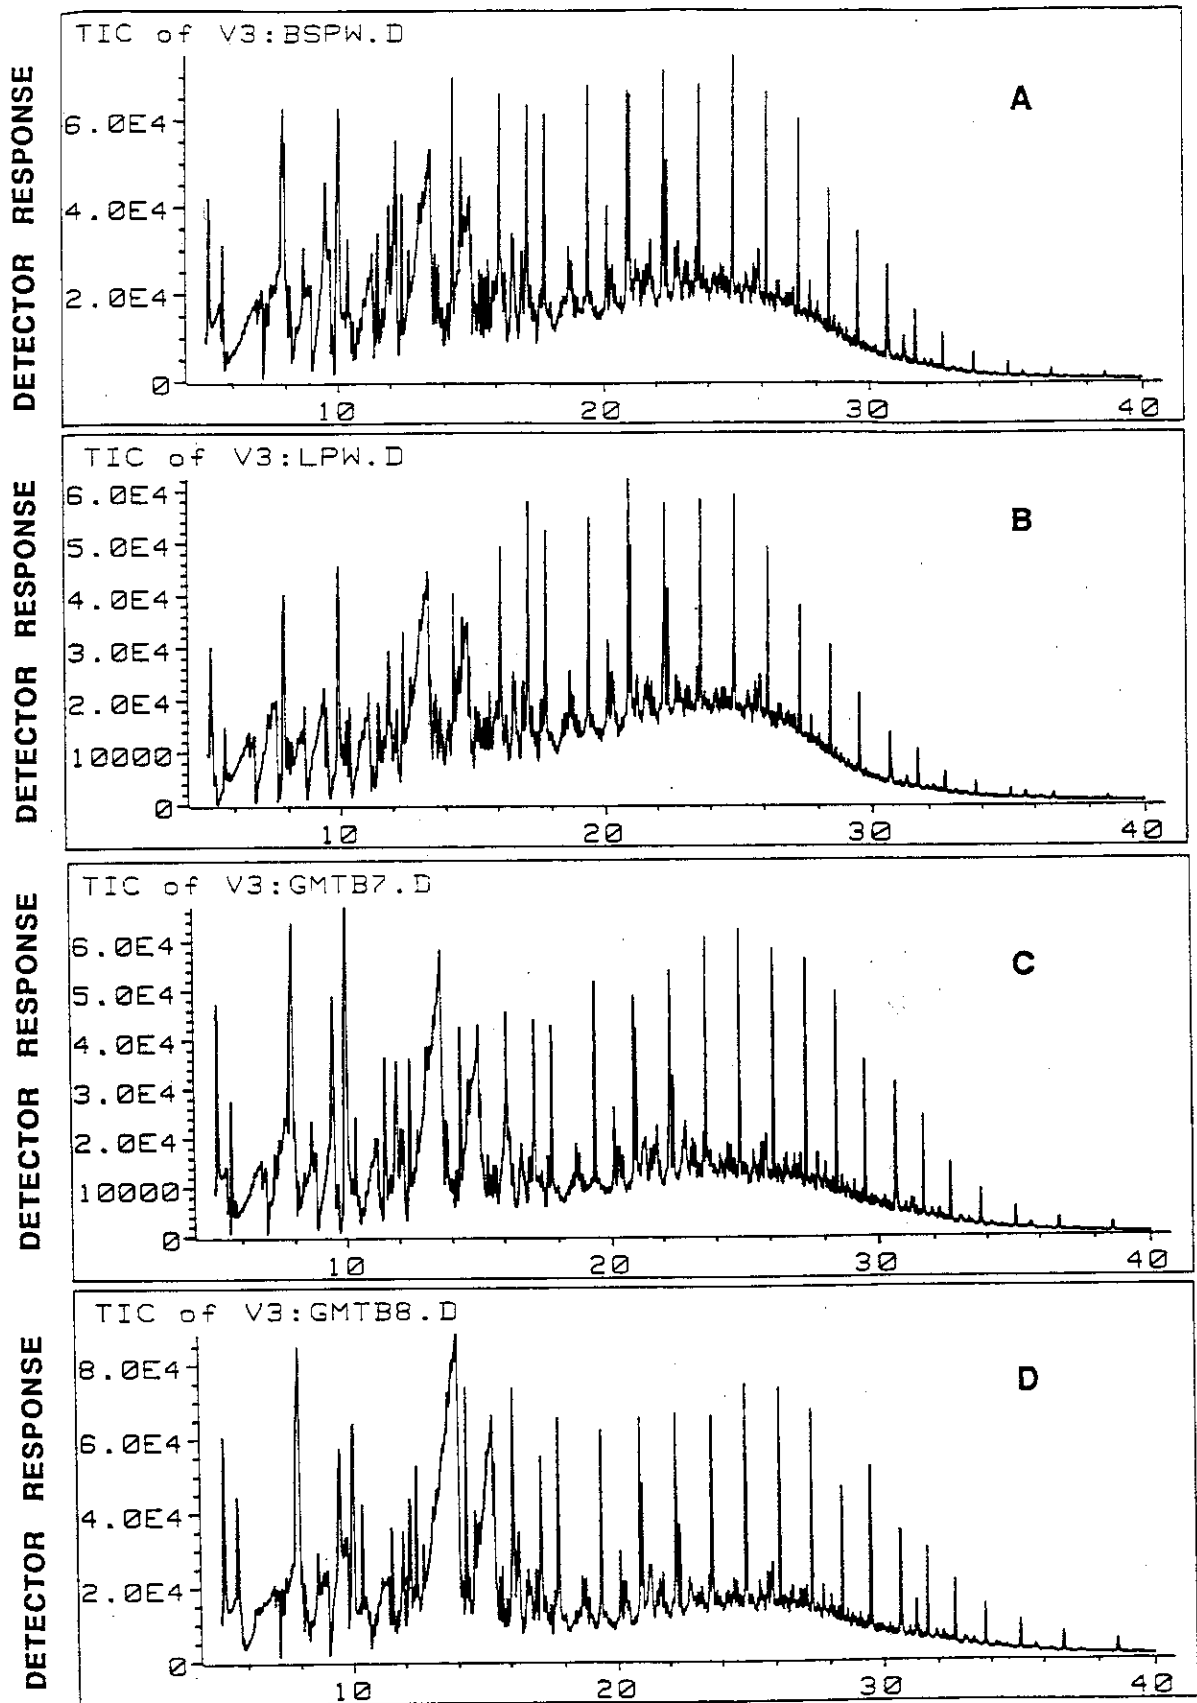 TIC of V3:BSPW.D
A
DETECTOR RESPONSE
6.0E4
4.0E4
2.0E4
0
10 20 30 40
TIC of V3:LPW.D
B
DETECTOR RESPONSE
6.0E4
5.0E4
4.0E4
3.0E4
2.0E4
10000
0
10 20 30 40
TIC of V3:GMTB7.D
C
DETECTOR RESPONSE
6.0E4
5.0E4
4.0E4
3.0E4
2.0E4
10000
0
10 20 30 40
TIC of V3:GMTB8.D
D
DETECTOR RESPONSE
8.0E4
6.0E4
4.0E4
2.0E4
0
10 20 30 40